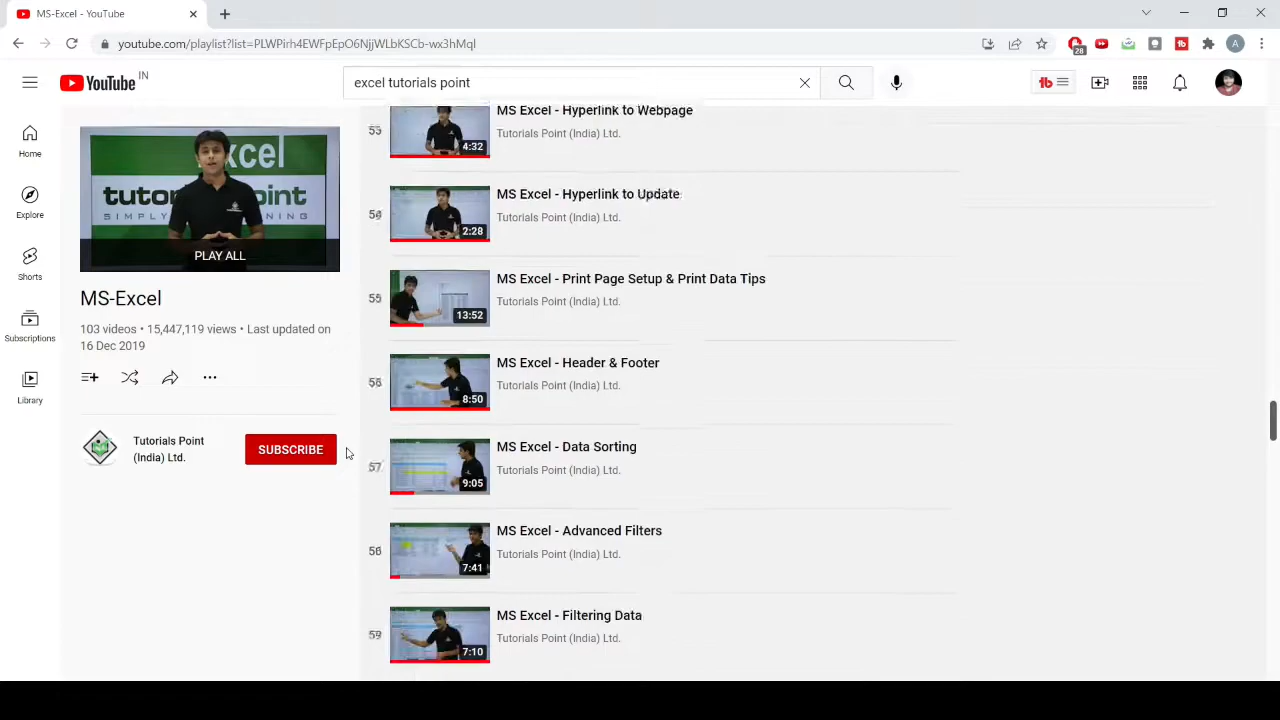 MS-Excel - YouTube
youtube.com/playlist?list=PLWPirh4EWFpEpO6NjjWLbKSCb-wx3hMql
28
YouTube IN
excel tutorials point
Home
Explore
Shorts
Subscriptions
Library
PLAY ALL
MS-Excel
103 videos • 15,447,119 views • Last updated on
16 Dec 2019
Tutorials Point
(India) Ltd.
SUBSCRIBE
4:32
MS Excel - Hyperlink to Webpage
Tutorials Point (India) Ltd.
2:28
MS Excel - Hyperlink to Update
Tutorials Point (India) Ltd.
13:52
MS Excel - Print Page Setup & Print Data Tips
Tutorials Point (India) Ltd.
8:50
MS Excel - Header & Footer
Tutorials Point (India) Ltd.
57
9:05
MS Excel - Data Sorting
Tutorials Point (India) Ltd.
7:41
MS Excel - Advanced Filters
Tutorials Point (India) Ltd.
7:10
MS Excel - Filtering Data
Tutorials Point (India) Ltd.